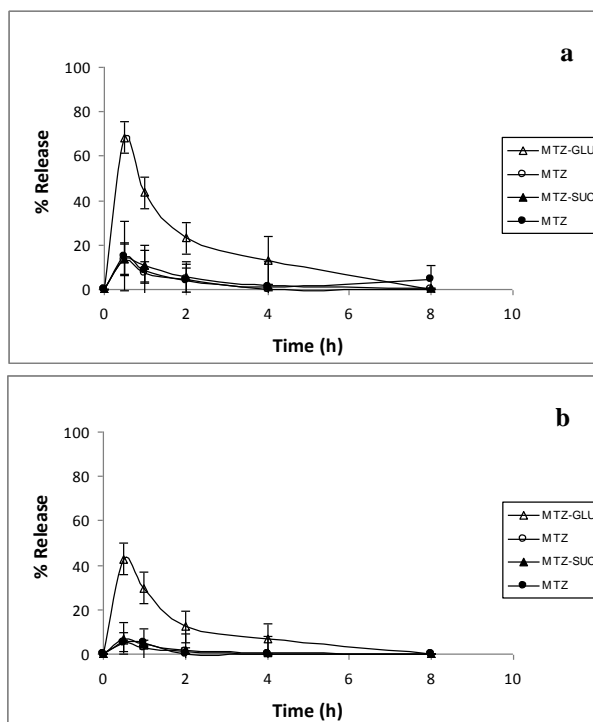 a
100
80
60
40
20
0
% Release
0 2 4 6 8 10
Time (h)
MTZ-GLU
MTZ
MTZ-SUC
MTZ
b
100
80
60
40
20
0
% Release
0 2 4 6 8 10
Time (h)
MTZ-GLU
MTZ
MTZ-SUC
MTZ